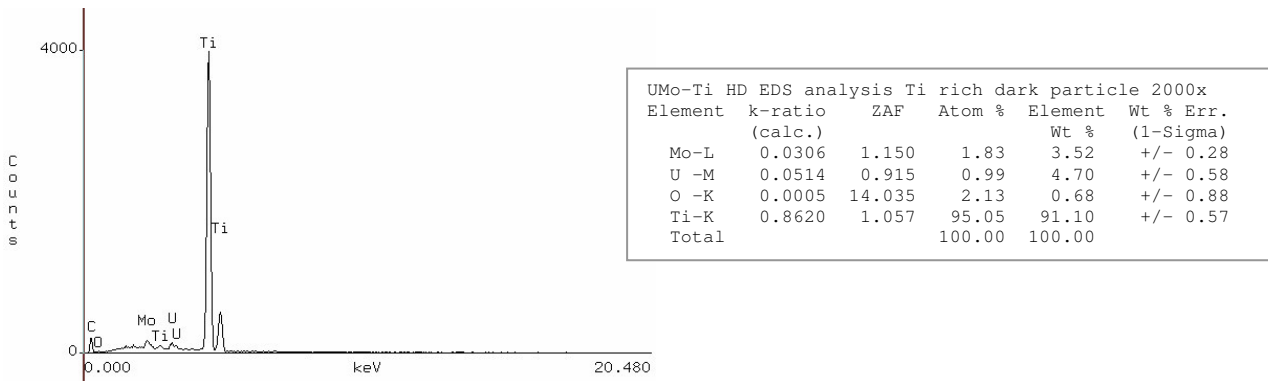 4000
Ti
Ti
Counts
C
O
Mo
Ti
U
U
0
0.000
keV
20.480
UMo-Ti HD EDS analysis Ti rich dark particle 2000x
Element k-ratio ZAF Atom % Element Wt % Err.
(calc.) Wt % (1-Sigma)
Mo-L 0.0306 1.150 1.83 3.52 +/- 0.28
U -M 0.0514 0.915 0.99 4.70 +/- 0.58
O -K 0.0005 14.035 2.13 0.68 +/- 0.88
Ti-K 0.8620 1.057 95.05 91.10 +/- 0.57
Total 100.00 100.00